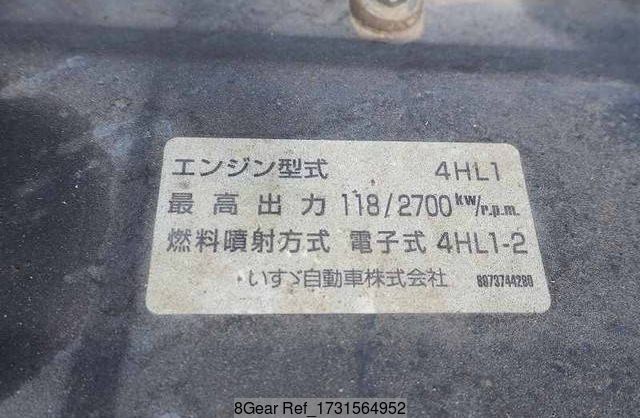 エンジン型式 4HL1
最高出力 118/2700 kW/r.p.m.
燃料噴射方式 電子式 4HL1-2
いすゞ自動車株式会社 8973744280
8Gear Ref_1731564952